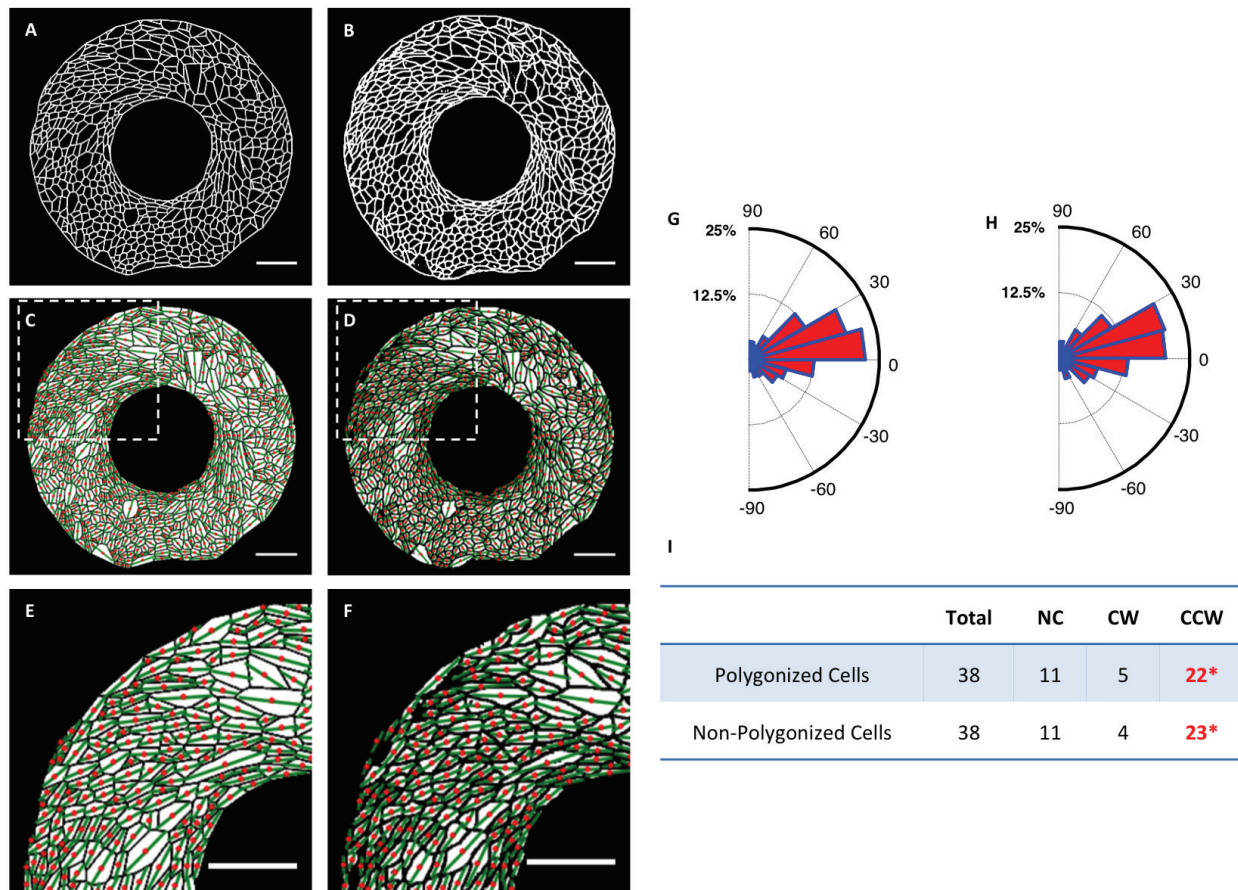 A
B
C
D
E
F
G
90
25%
60
12.5%
30
0
-30
-60
-90
H
90
25%
60
12.5%
30
0
-30
-60
-90
I
Total NC CW CCW
Polygonized Cells 38 11 5 22*
Non-Polygonized Cells 38 11 4 23*